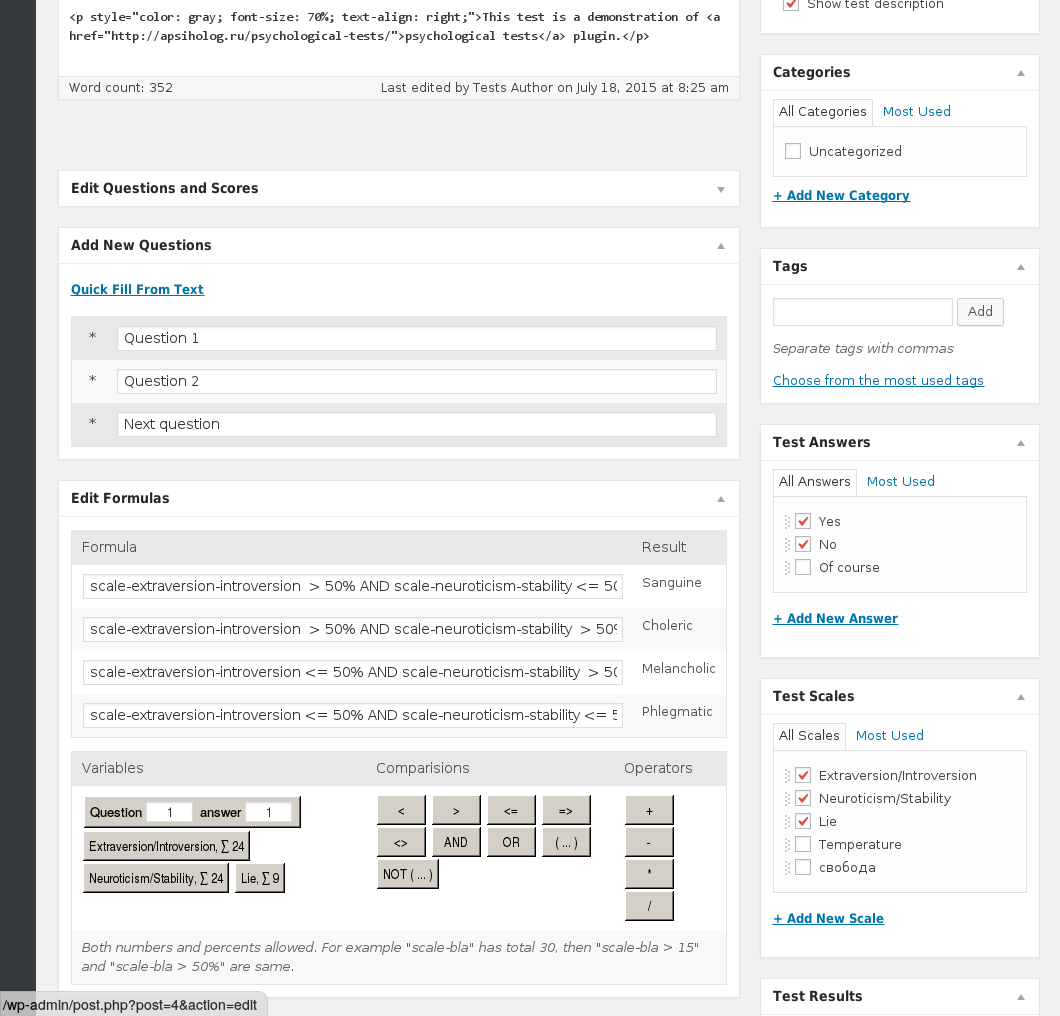 <p style="color: gray; font-size: 70%; text-align: right;">This test is a demonstration of <a
href="http://apsiholog.ru/psychological-tests/">psychological tests</a> plugin.</p>
Word count: 352
Last edited by Tests Author on July 18, 2015 at 8:25 am
Edit Questions and Scores
Add New Questions
Quick Fill From Text
* Question 1
* Question 2
* Next question
Edit Formulas
Formula Result
scale-extraversion-introversion > 50% AND scale-neuroticism-stability <= 50 Sanguine
scale-extraversion-introversion > 50% AND scale-neuroticism-stability > 50% Choleric
scale-extraversion-introversion <= 50% AND scale-neuroticism-stability > 50 Melancholic
scale-extraversion-introversion <= 50% AND scale-neuroticism-stability <= 5 Phlegmatic
Variables Comparisions Operators
Question 1 answer 1
Extraversion/Introversion, ∑ 24
Neuroticism/Stability, ∑ 24 Lie, ∑ 9
< > <= =>
<> AND OR ( ... )
NOT ( ... )
+
-
*
/
Both numbers and percents allowed. For example "scale-bla" has total 30, then "scale-bla > 15"
and "scale-bla > 50%" are same.
/wp-admin/post.php?post=4&action=edit
Show test description
Categories
All Categories Most Used
Uncategorized
+ Add New Category
Tags
Add
Separate tags with commas
Choose from the most used tags
Test Answers
All Answers Most Used
Yes
No
Of course
+ Add New Answer
Test Scales
All Scales Most Used
Extraversion/Introversion
Neuroticism/Stability
Lie
Temperature
свобода
+ Add New Scale
Test Results